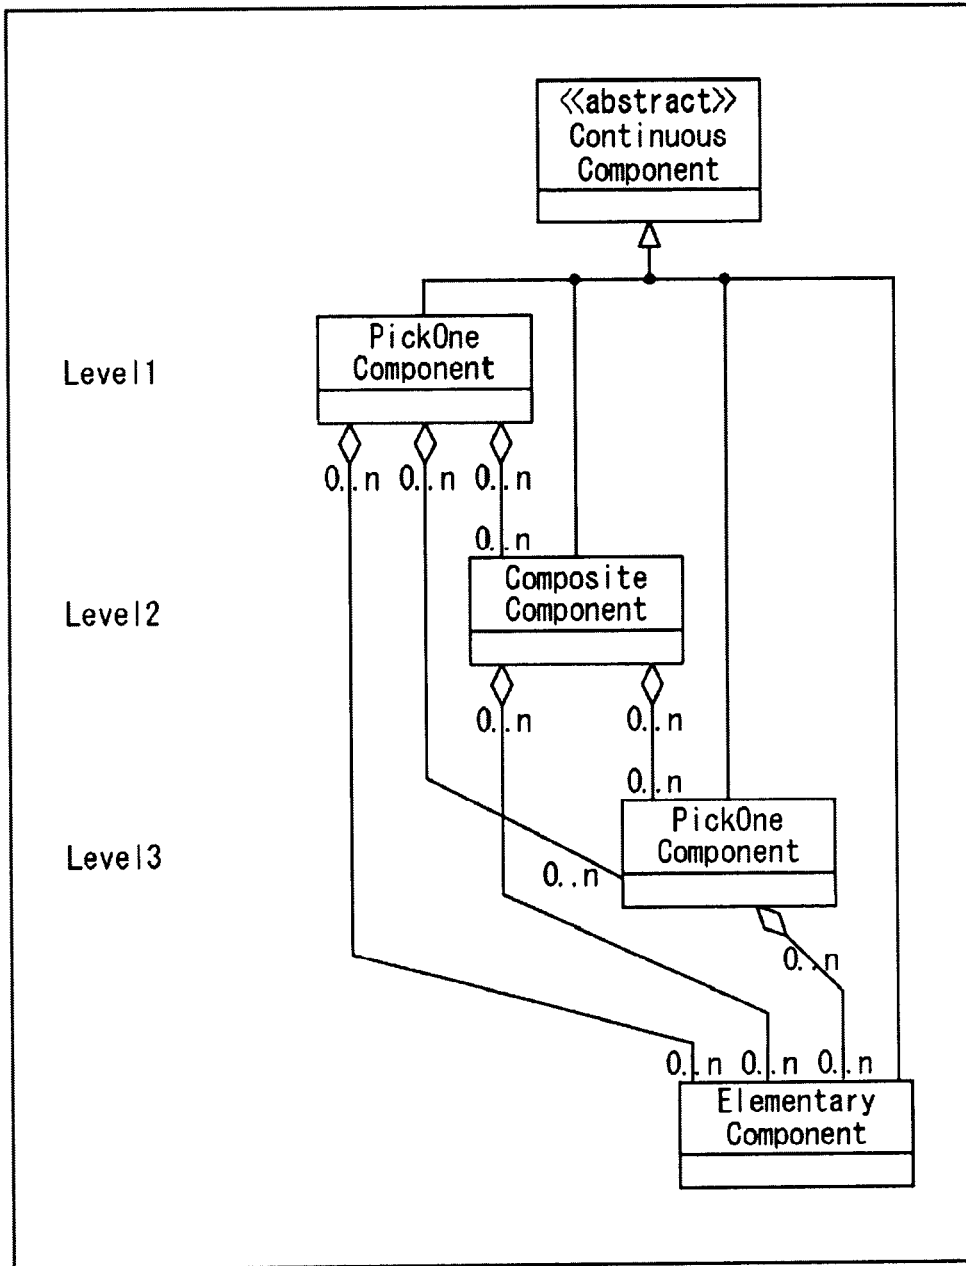 ≪abstract≫
Continuous
Component
PickOne
Component
Level1
0..n 0..n 0..n
0..n
Composite
Component
Level2
0..n 0..n
0..n
PickOne
Component
Level3
0..n
0..n
0..n 0..n 0..n
Elementary
Component